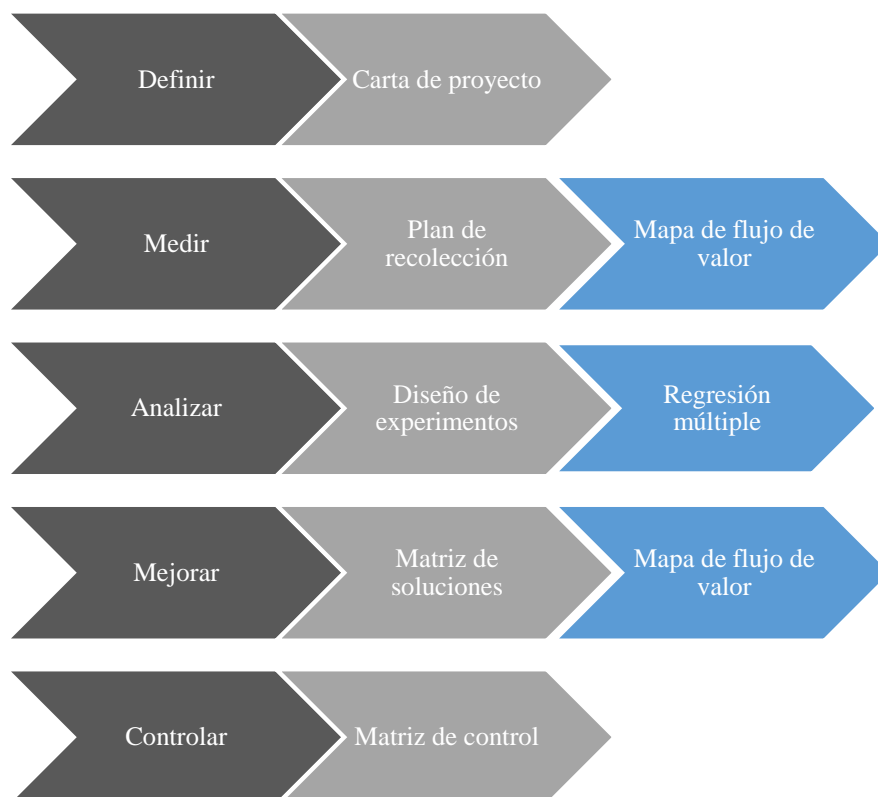 Definir
Carta de proyecto
Medir
Plan de
recolección
Mapa de flujo de
valor
Analizar
Diseño de
experimentos
Regresión
múltiple
Mejorar
Matriz de
soluciones
Mapa de flujo de
valor
Controlar
Matriz de control